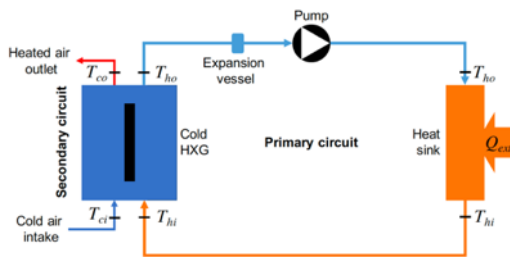 Pump
Heated air
outlet
T_co
T_ho
Expansion
vessel
T_ho
Secondary circuit
Cold
HXG
Primary circuit
Heat
sink
Q_ext
Cold air
intake
T_ci
T_hi
T_hi